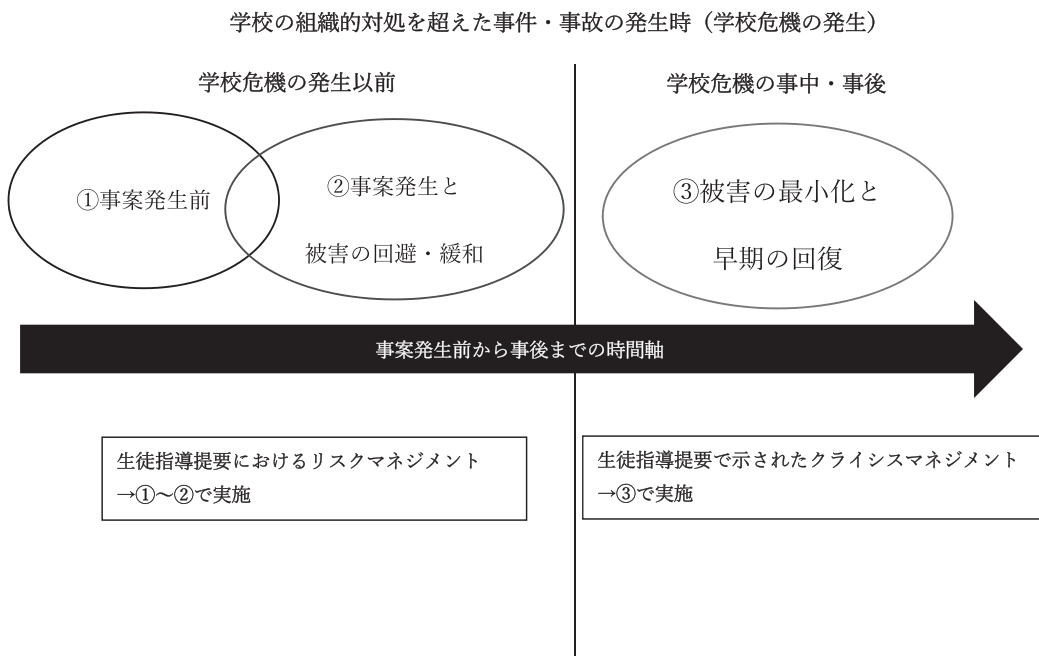 学校の組織的対処を超えた事件・事故の発生時（学校危機の発生）
学校危機の発生以前
学校危機の事中・事後
①事案発生前
②事案発生と
被害の回避・緩和
③被害の最小化と
早期の回復
事案発生前から事後までの時間軸
生徒指導提要におけるリスクマネジメント
→①～②で実施
生徒指導提要で示されたクライシスマネジメント
→③で実施